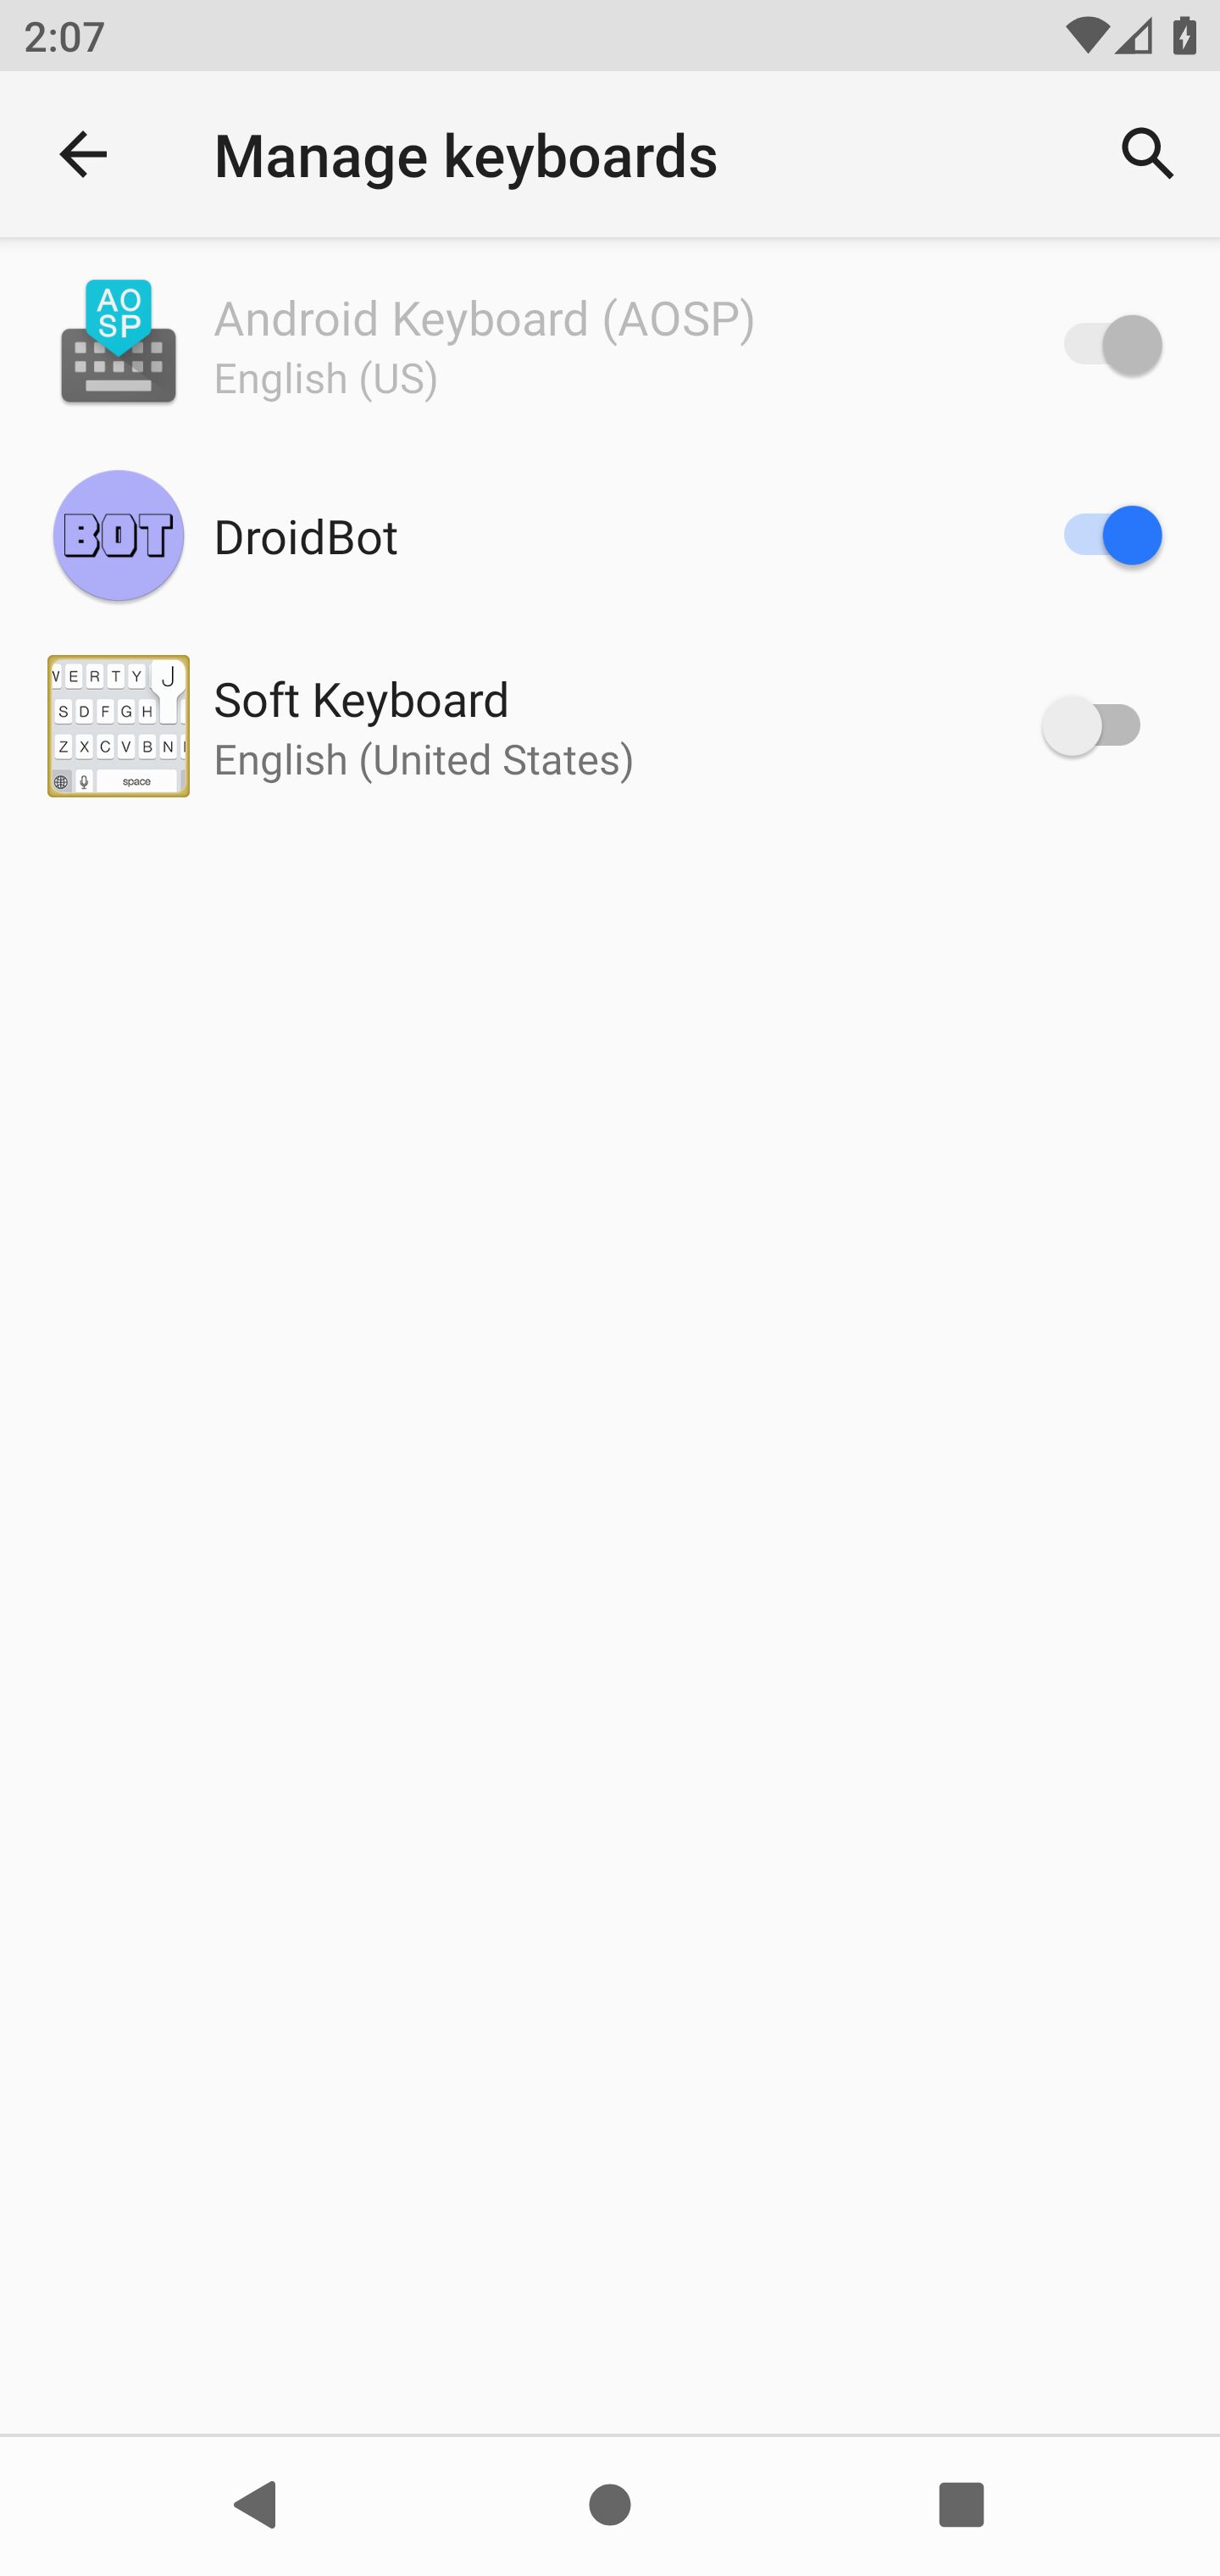 2:07
Manage keyboards
AO
SP
Android Keyboard (AOSP)
English (US)
BOT
DroidBot
E R T Y J
S D F G H
Z X C V B N
space
Soft Keyboard
English (United States)